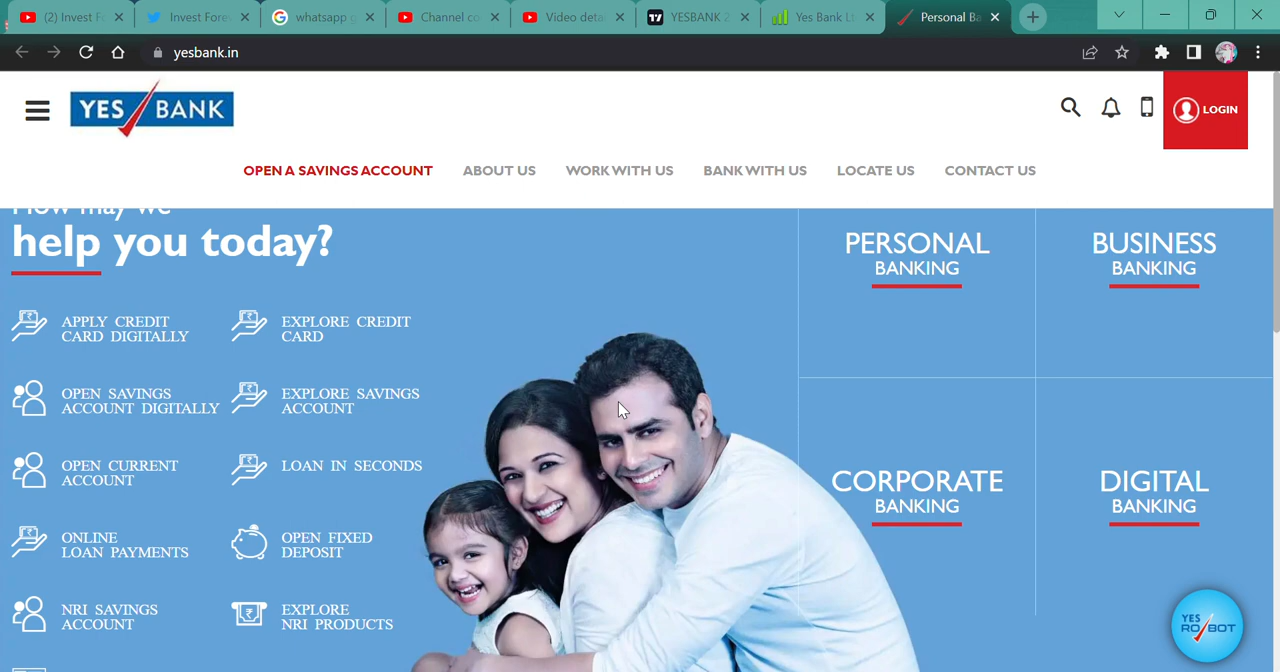 (2) Invest F
Invest Fore
whatsapp g
Channel co
Video deta
YESBANK 2
Yes Bank Lt
Personal Ba
yesbank.in
YES BANK
LOGIN
OPEN A SAVINGS ACCOUNT
ABOUT US
WORK WITH US
BANK WITH US
LOCATE US
CONTACT US
How may we
help you today?
APPLY CREDIT
CARD DIGITALLY
EXPLORE CREDIT
CARD
OPEN SAVINGS
ACCOUNT DIGITALLY
EXPLORE SAVINGS
ACCOUNT
OPEN CURRENT
ACCOUNT
LOAN IN SECONDS
ONLINE
LOAN PAYMENTS
OPEN FIXED
DEPOSIT
NRI SAVINGS
ACCOUNT
EXPLORE
NRI PRODUCTS
PERSONAL
BANKING
BUSINESS
BANKING
CORPORATE
BANKING
DIGITAL
BANKING
YES
ROBOT